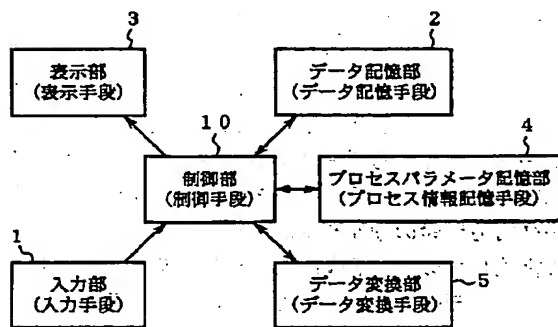 3
表示部
(表示手段)
2
データ記憶部
(データ記憶手段)
10
制御部
(制御手段)
4
プロセスパラメータ記憶部
(プロセス情報記憶手段)
1
入力部
(入力手段)
データ変換部
(データ変換手段)
5